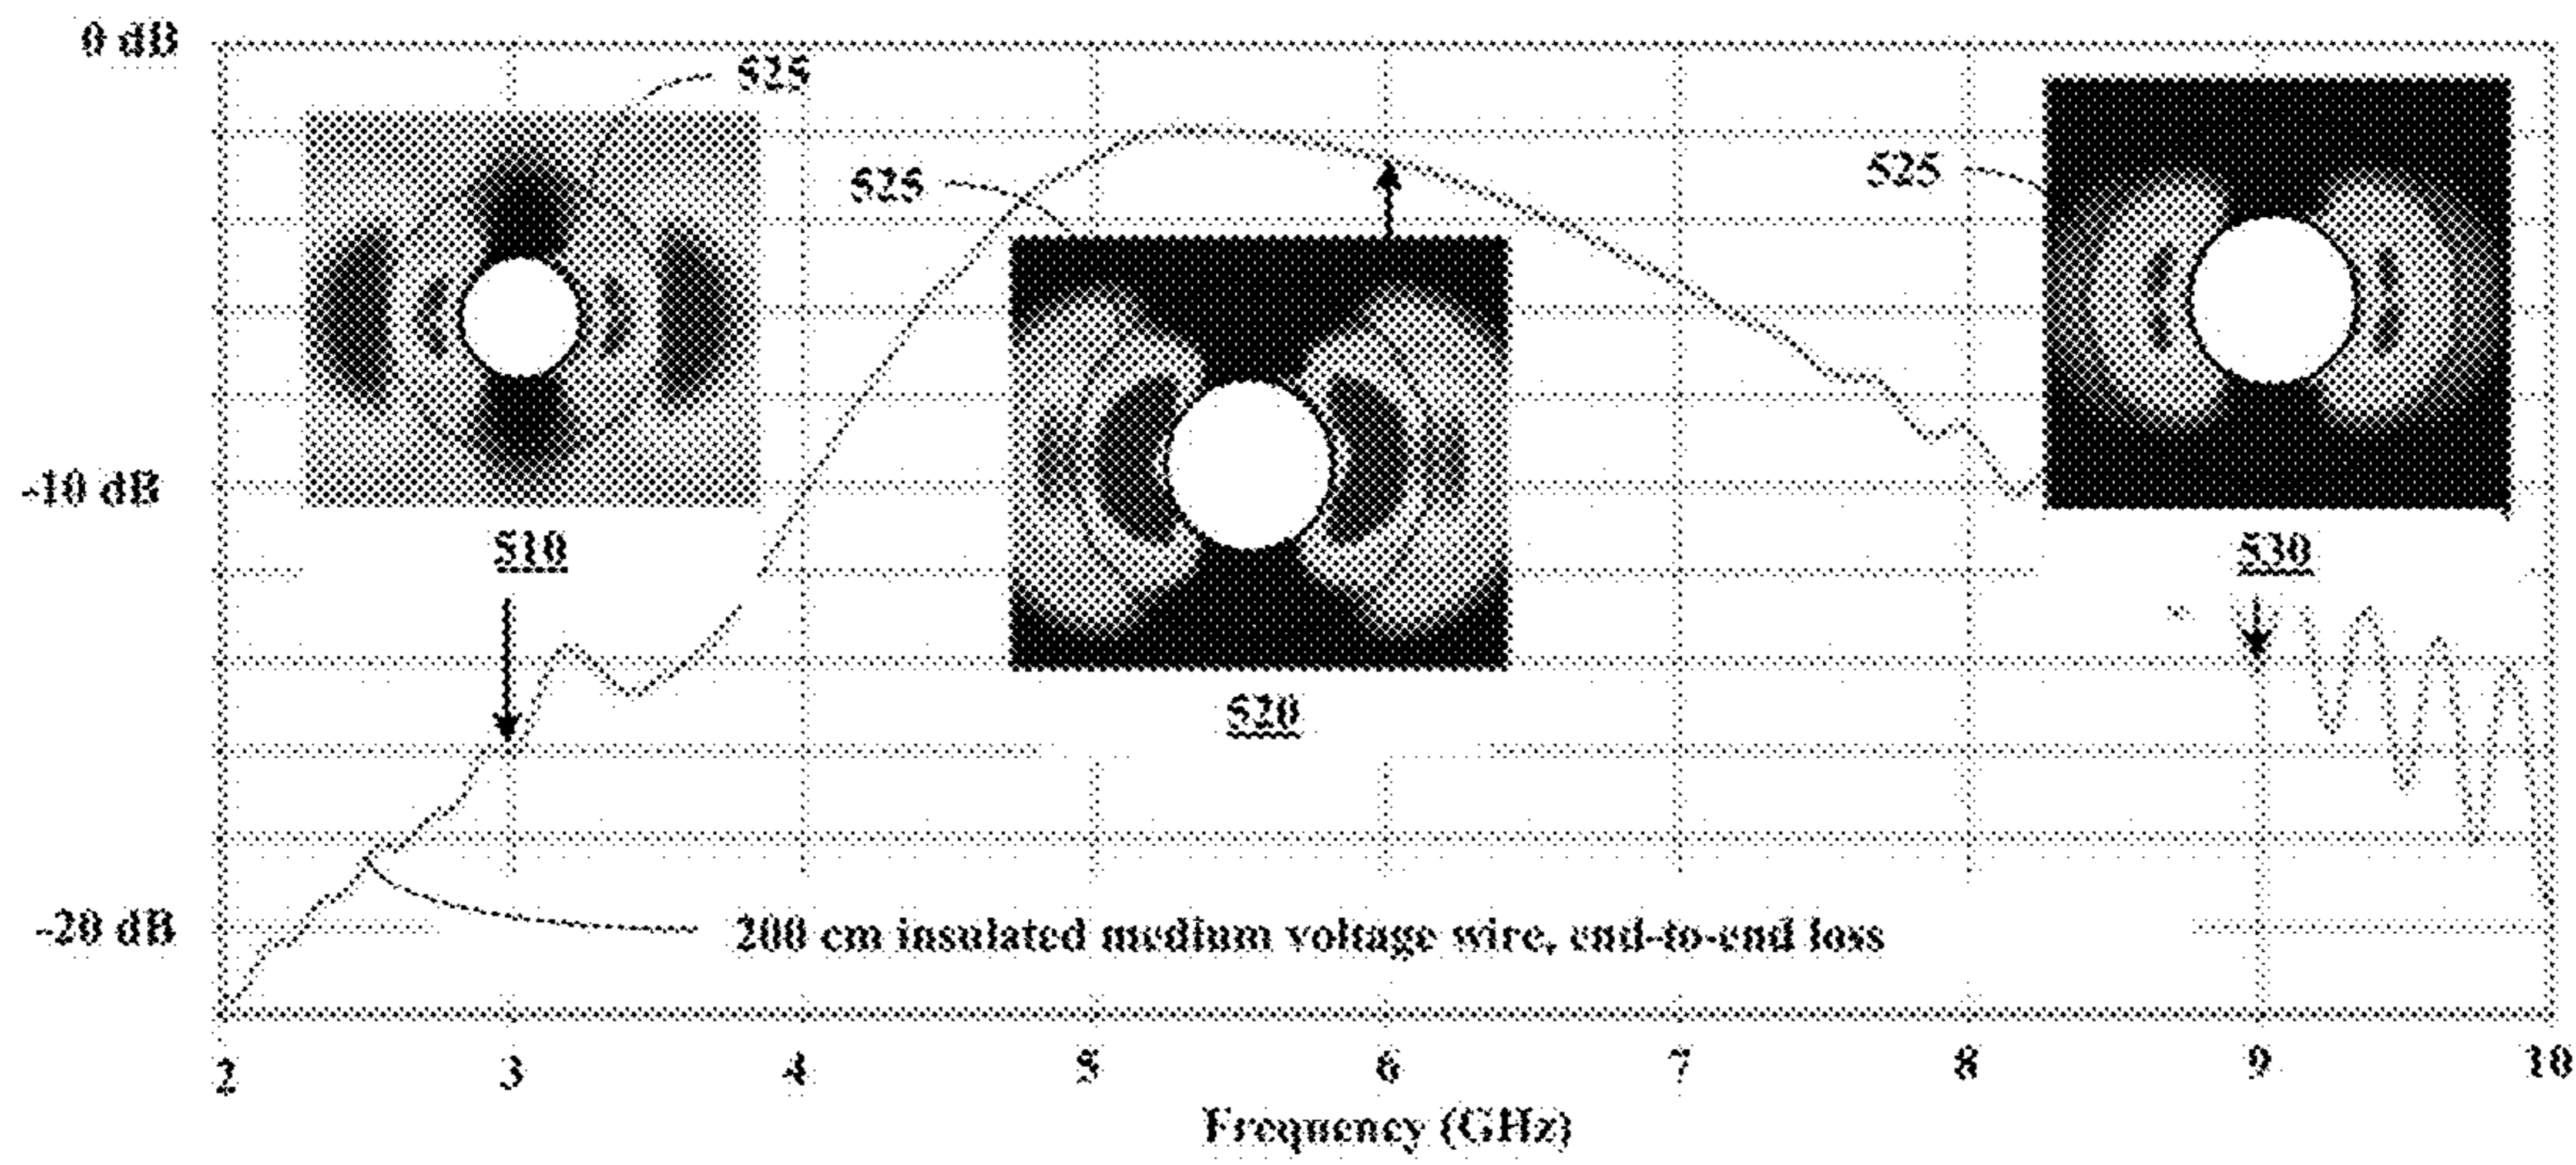 0 dB
525
525
525
-10 dB
510
530
520
-20 dB
200 cm insulated medium voltage wire, end-to-end loss
2 3 4 5 6 7 8 9 10
Frequency (GHz)